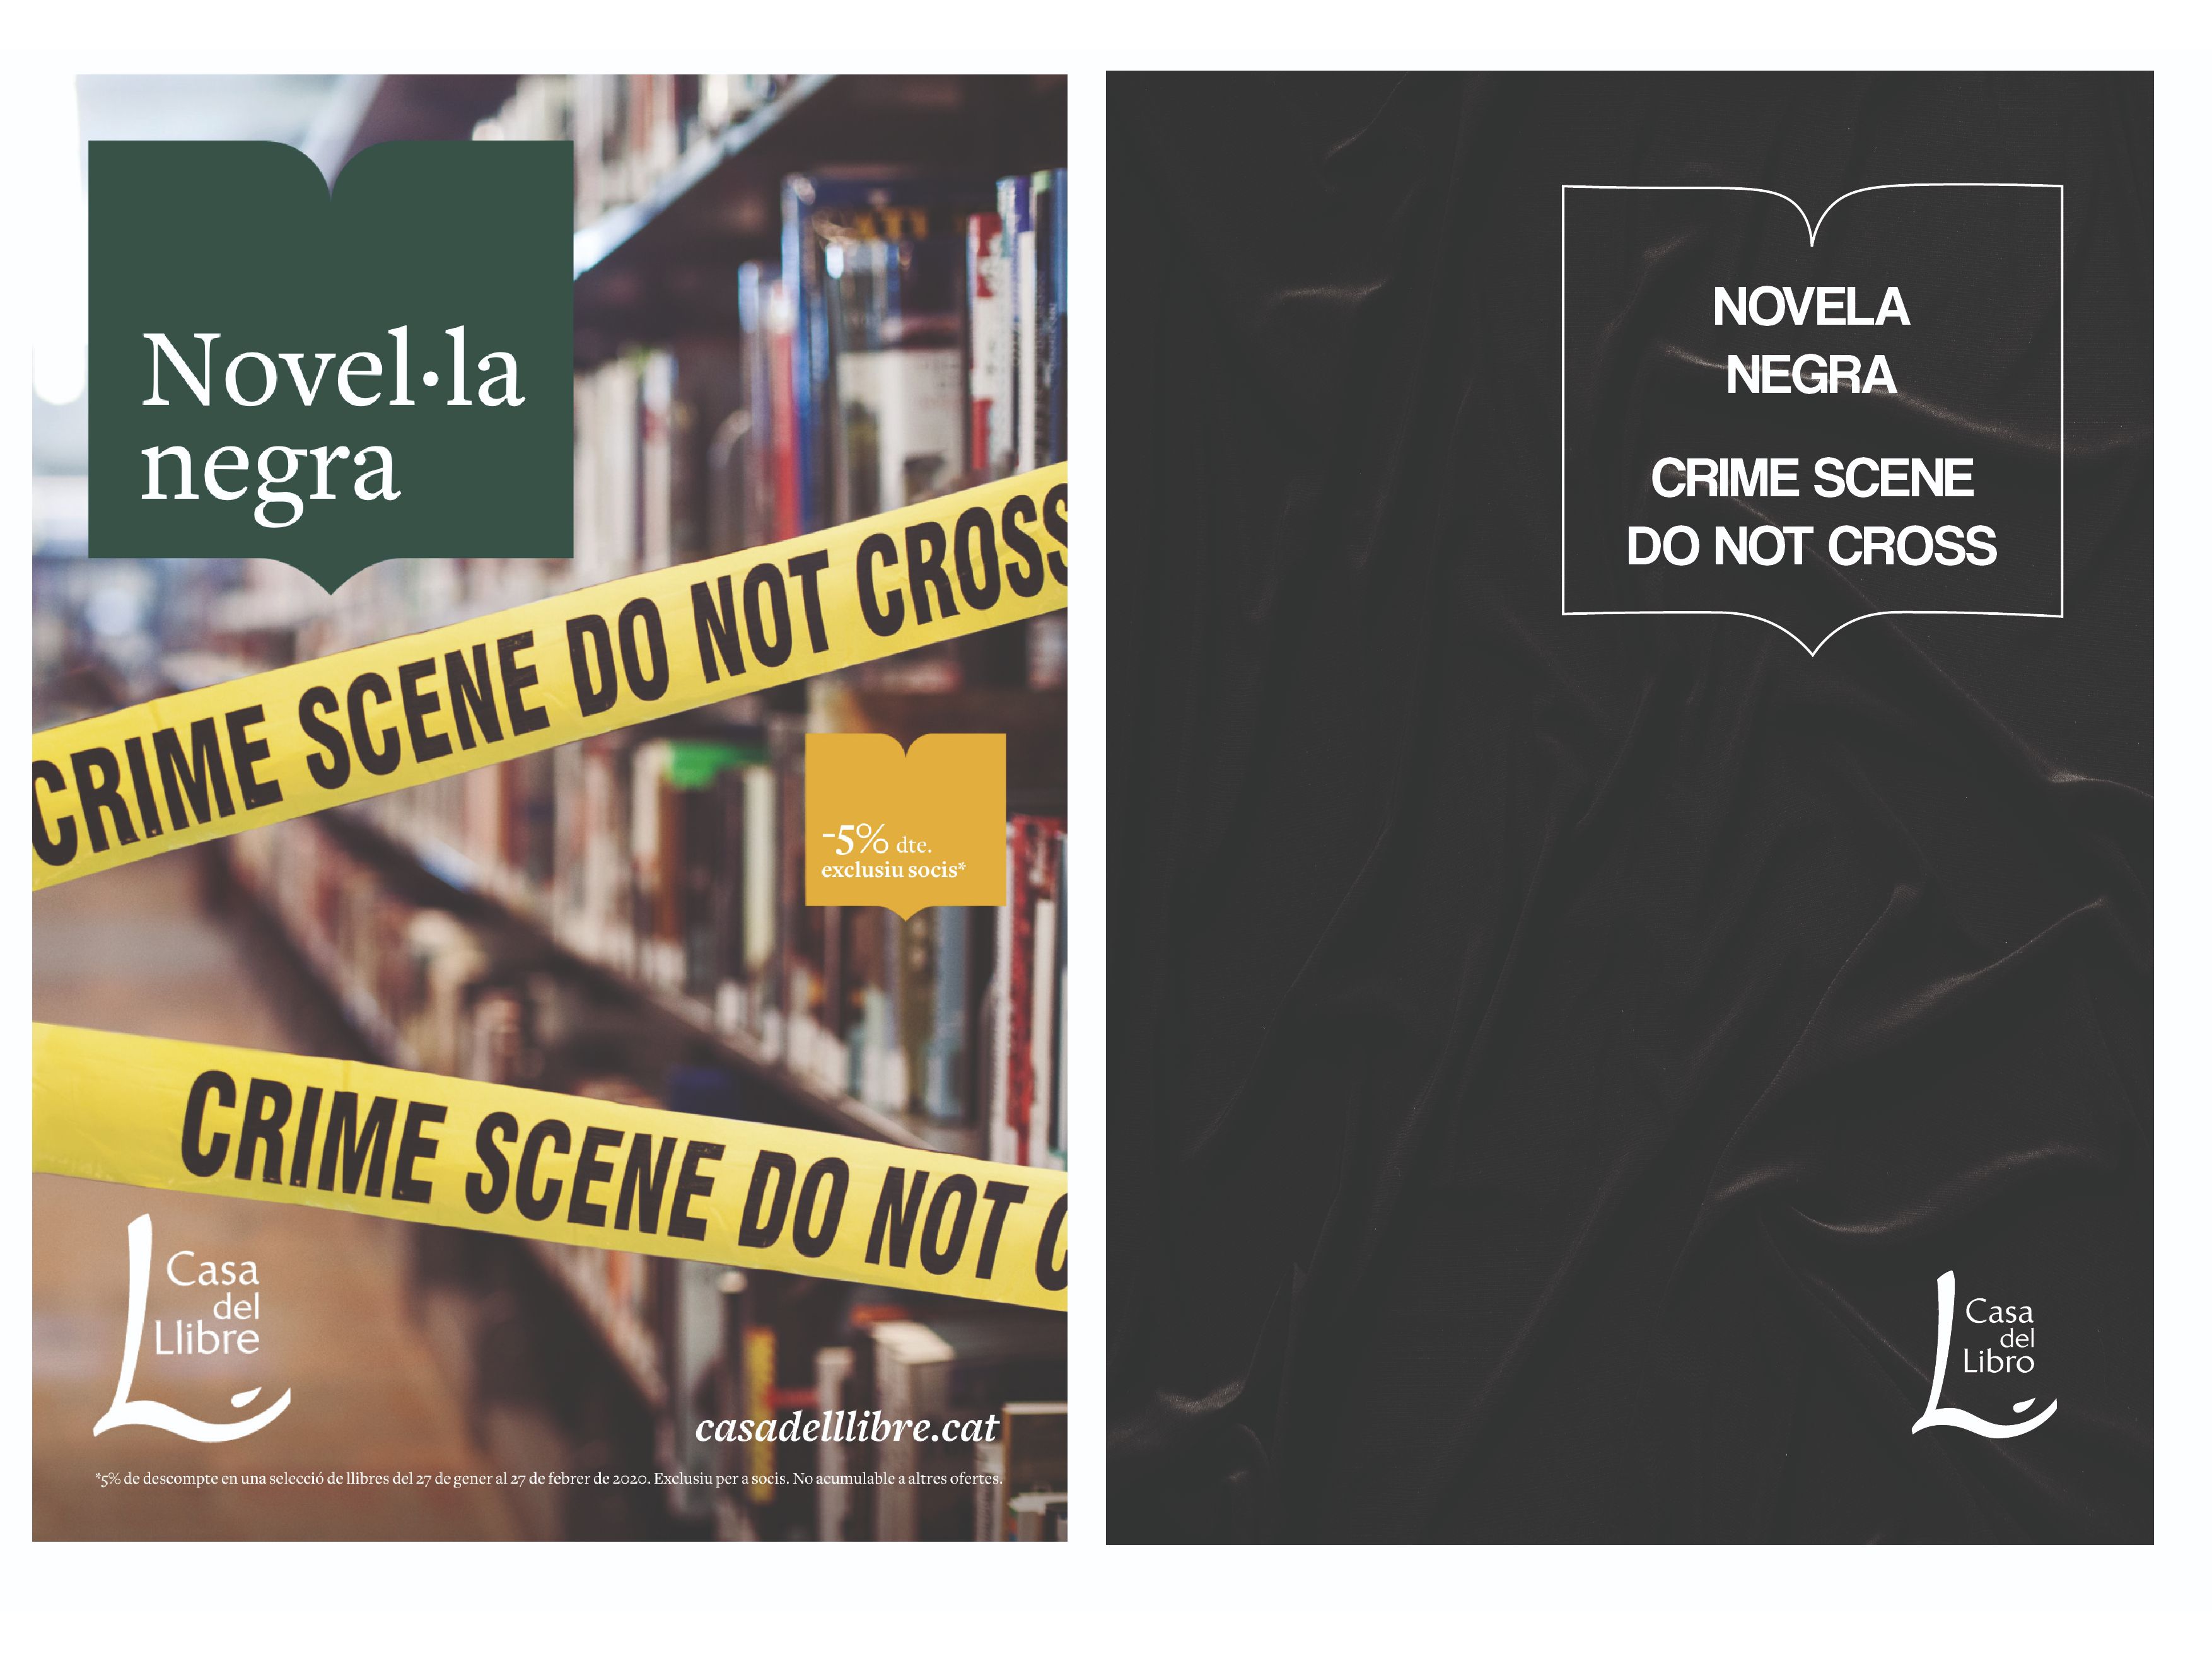 Novel·la
negra
CRIME SCENE DO NOT CROSS
-5% dte.
exclusiu socis*
CRIME SCENE DO NOT C
Casa
del
Llibre
casadelllibre.cat
*5% de descompte en una selecció de llibres del 27 de gener al 27 de febrer de 2020. Exclusiu per a socis. No acumulable a altres ofertes.
NOVELA
NEGRA
CRIME SCENE
DO NOT CROSS
Casa
del
Libro